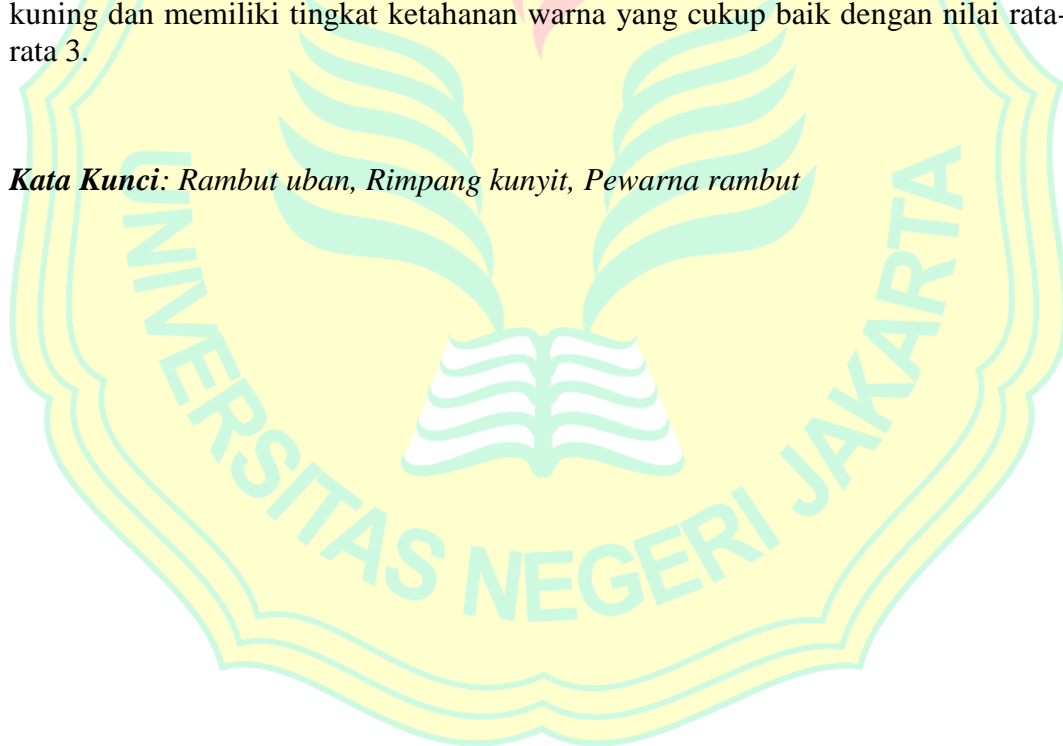 kuning dan memiliki tingkat ketahanan warna yang cukup baik dengan nilai rata-
rata 3.
Kata Kunci: Rambut uban, Rimpang kunyit, Pewarna rambut
UNIVERSITAS NEGERI JAKARTA